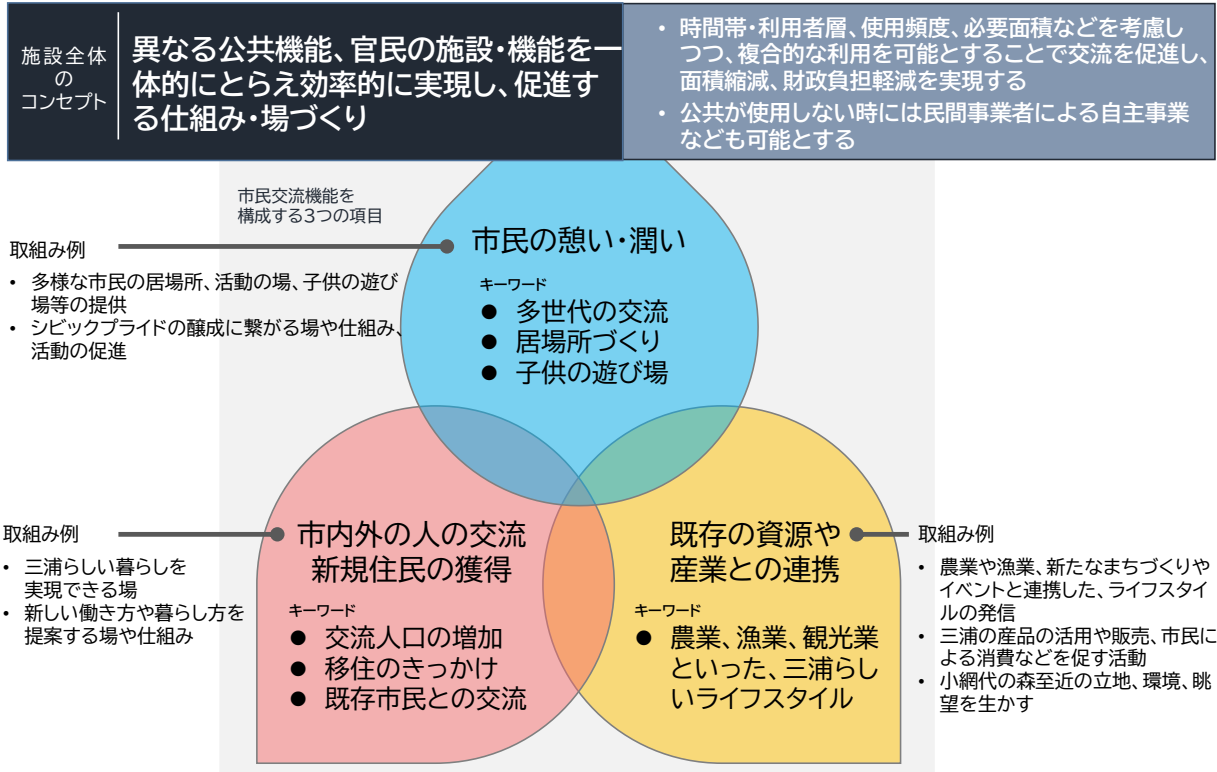 施設全体
の
コンセプト
異なる公共機能、官民の施設・機能を一
体的にとらえ効率的に実現し、促進す
る仕組み・場づくり
• 時間帯・利用者層、使用頻度、必要面積などを考慮し
つつ、複合的な利用を可能とすることで交流を促進し、
面積縮減、財政負担軽減を実現する
• 公共が使用しない時には民間事業者による自主事業
なども可能とする
市民交流機能を
構成する3つの項目
取組み例
• 多様な市民の居場所、活動の場、子供の遊び
場等の提供
• シビックプライドの醸成に繋がる場や仕組み、
活動の促進
市民の憩い・潤い
キーワード
● 多世代の交流
● 居場所づくり
● 子供の遊び場
取組み例
• 三浦らしい暮らしを
実現できる場
• 新しい働き方や暮らし方を
提案する場や仕組み
市内外の人の交流
新規住民の獲得
キーワード
● 交流人口の増加
● 移住のきっかけ
● 既存市民との交流
既存の資源や
産業との連携
キーワード
● 農業、漁業、観光業
といった、三浦らし
いライフスタイル
取組み例
• 農業や漁業、新たなまちづくりや
イベントと連携した、ライフスタイ
ルの発信
• 三浦の産品の活用や販売、市民に
よる消費などを促す活動
• 小網代の森至近の立地、環境、眺
望を生かす